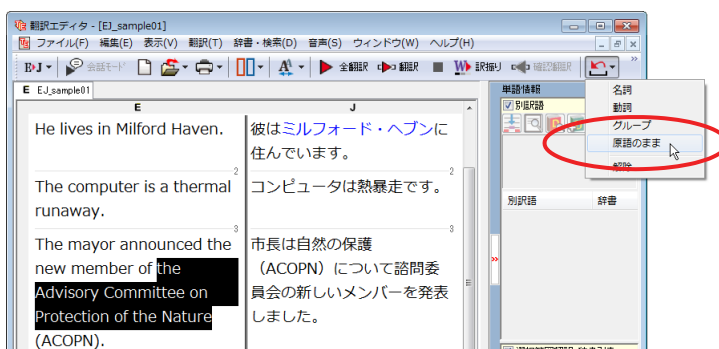 翻訳エディタ - [EJ_sample01]
ファイル(F) 編集(E) 表示(V) 翻訳(T) 辞書・検索(D) 音声(S) ウィンドウ(W) ヘルプ(H)
E▶J 会話モード 全翻訳 翻訳 訳振り 確認翻訳
E EJ_sample01
E J
He lives in Milford Haven.
彼はミルフォード・ヘブンに
住んでいます。
2 2
The computer is a thermal
runaway.
コンピュータは熱暴走です。
3 3
The mayor announced the
new member of the
Advisory Committee on
Protection of the Nature
(ACOPN).
市長は自然の保護
（ACOPN）について諮問委
員会の新しいメンバーを発表
しました。
単語情報
別訳語
別訳語 辞書
名詞
動詞
グループ
原語のまま
解除